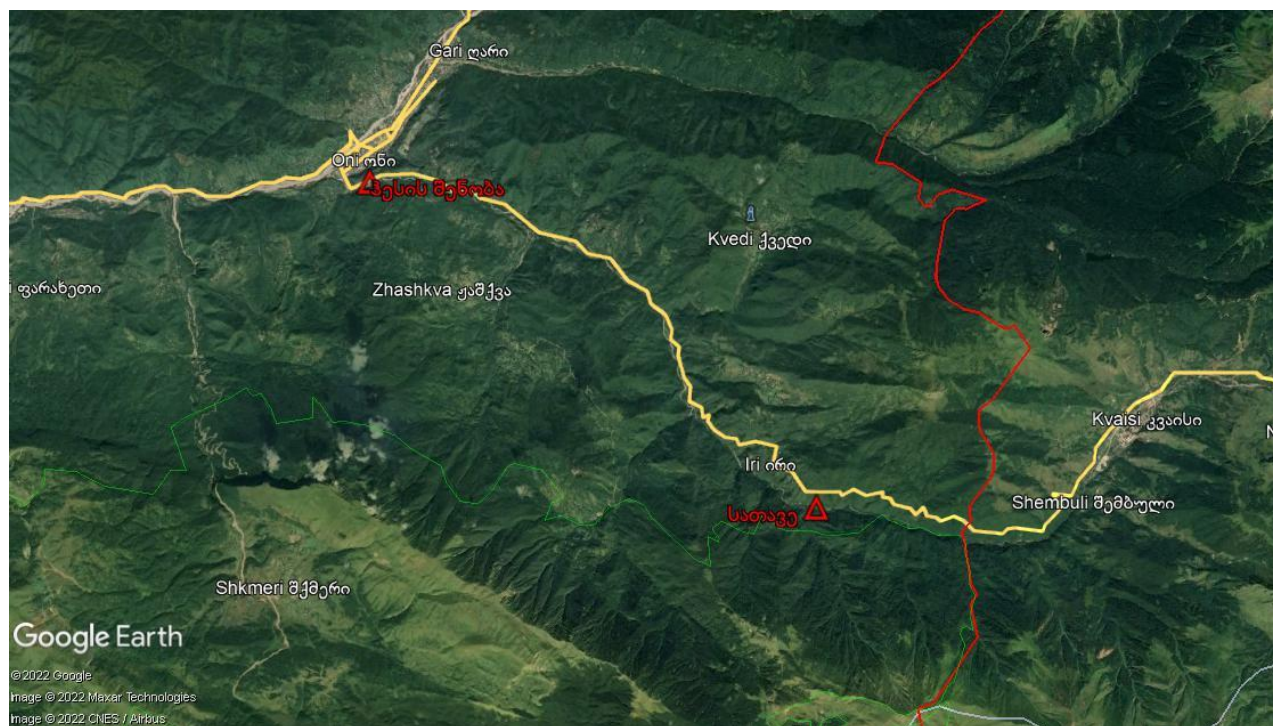 Gari ღარი
Oni ონი
ჰესის შენობა
Kvedi ქვედი
ი ფარახეთი
Zhashkva ჟაშქვა
Kvaisi კვაისი
N
Iri ირი
Shembuli შემბული
სათავე
Shkmeri შქმერი
Google Earth
© 2022 Google
Image © 2022 Maxar Technologies
Image © 2022 CNES / Airbus